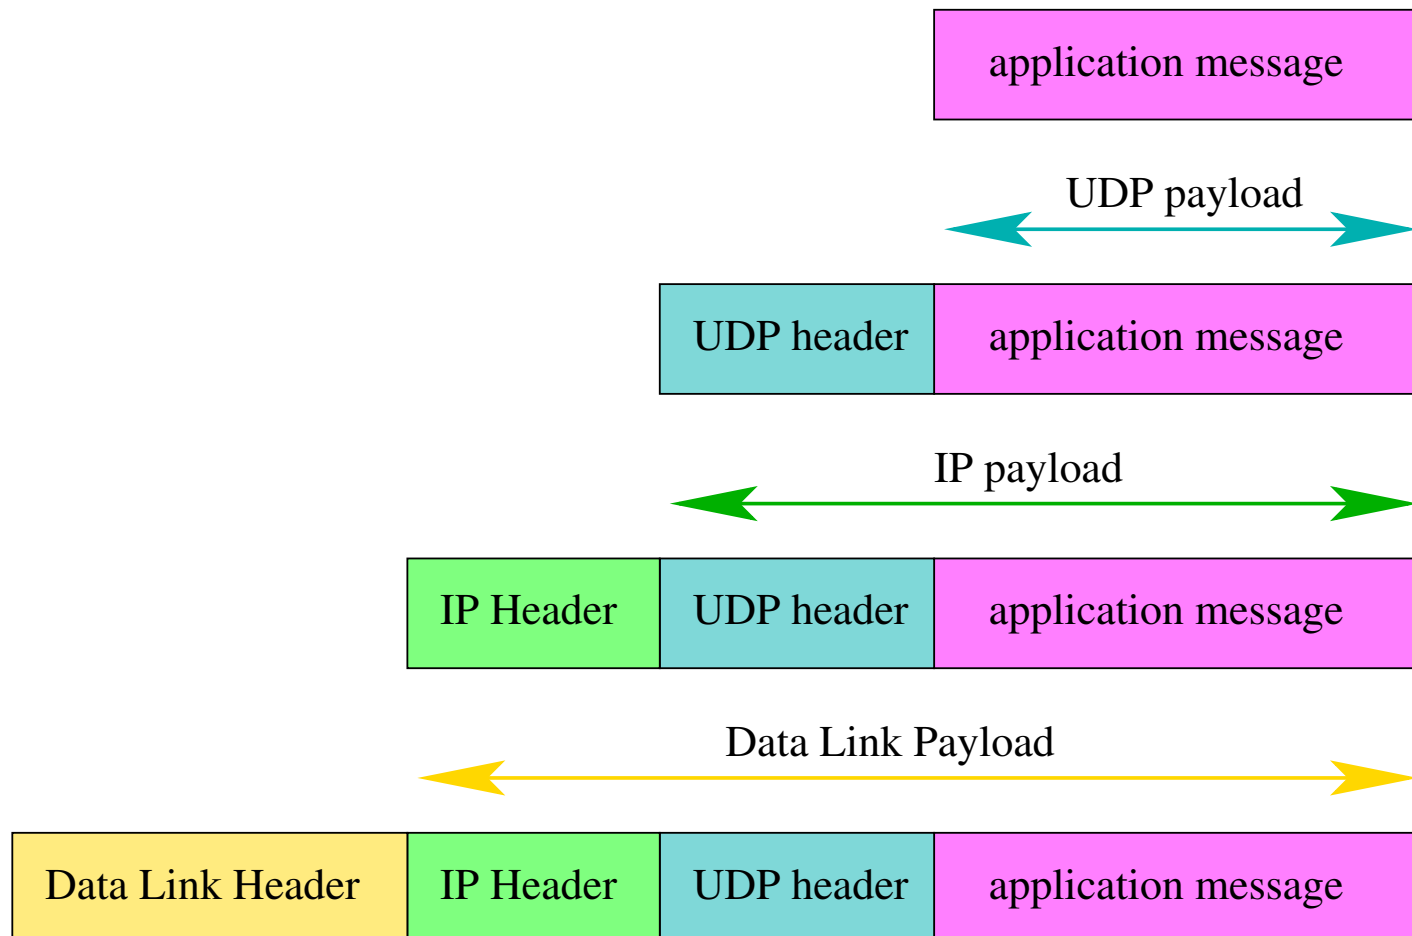 application message
UDP payload
UDP header application message
IP payload
IP Header UDP header application message
Data Link Payload
Data Link Header IP Header UDP header application message